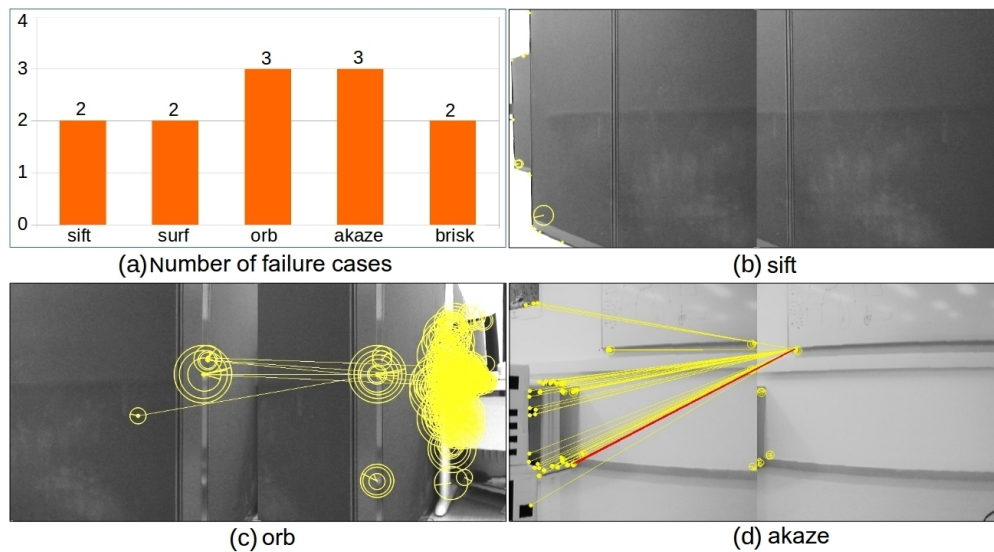 4
3
2
1
0
2
2
3
3
2
sift
surf
orb
akaze
brisk
(a)Number of failure cases
(b) sift
(c) orb
(d) akaze